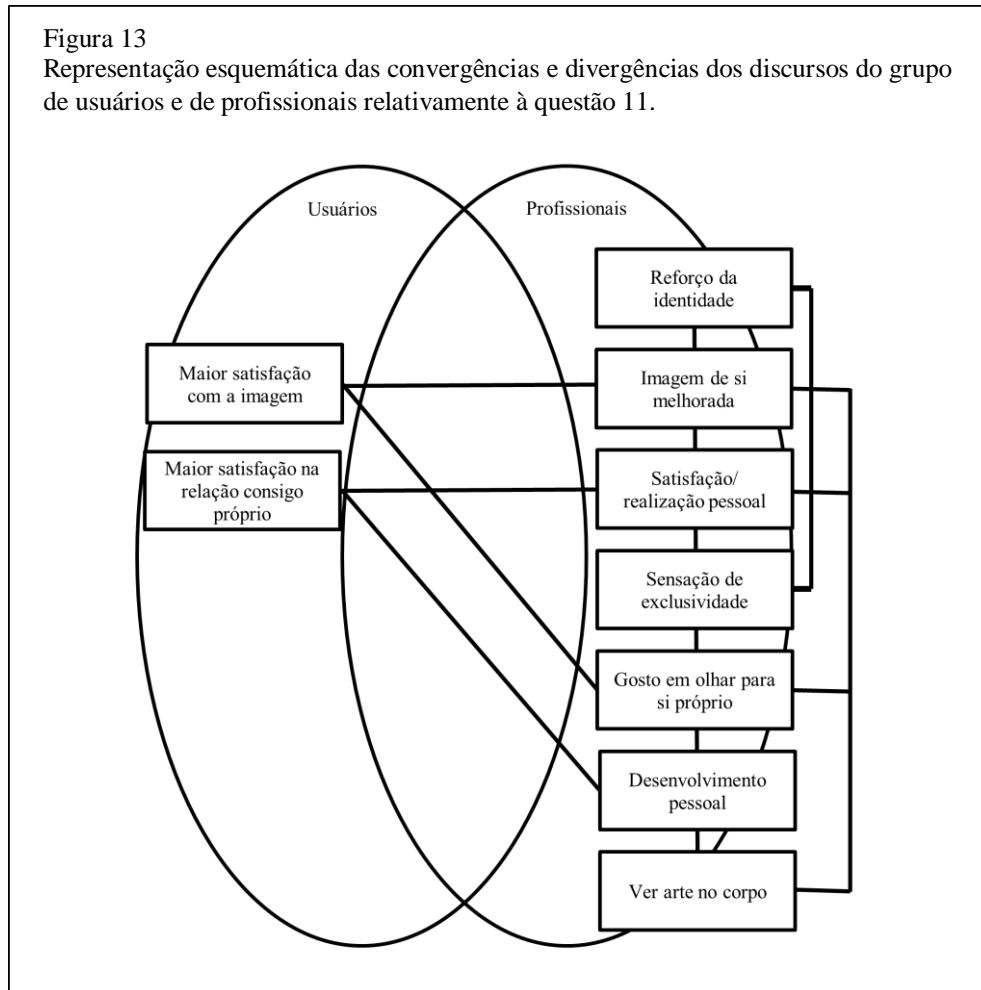 Figura 13
Representação esquemática das convergências e divergências dos discursos do grupo
de usuários e de profissionais relativamente à questão 11.
Usuários
Profissionais
Reforço da
identidade
Maior satisfação
com a imagem
Imagem de si
melhorada
Maior satisfação na
relação consigo
próprio
Satisfação/
realização pessoal
Sensação de
exclusividade
Gosto em olhar para
si próprio
Desenvolvimento
pessoal
Ver arte no corpo